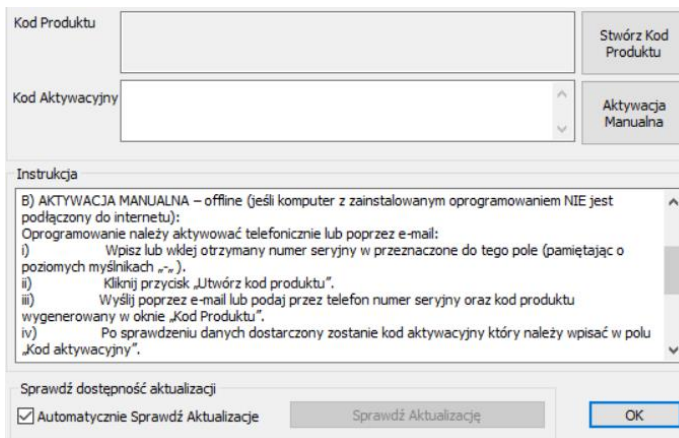 Kod Produktu
Stwórz Kod
Produktu
Kod Aktywacyjny
Aktywacja
Manualna
Instrukcja
B) AKTYWACJA MANUALNA – offline (jeśli komputer z zainstalowanym oprogramowaniem NIE jest
podłączony do internetu):
Oprogramowanie należy aktywować telefonicznie lub poprzez e-mail:
i) Wpisz lub wklej otrzymany numer seryjny w przeznaczone do tego pole (pamiętając o
poziomych myślnikach „-„ ).
ii) Kliknij przycisk „Utwórz kod produktu”.
iii) Wyślij poprzez e-mail lub podaj przez telefon numer seryjny oraz kod produktu
wygenerowany w oknie „Kod Produktu”.
iv) Po sprawdzeniu danych dostarczony zostanie kod aktywacyjny który należy wpisać w polu
„Kod aktywacyjny”.
Sprawdź dostępność aktualizacji
Automatycznie Sprawdź Aktualizacje
Sprawdź Aktualizację
OK